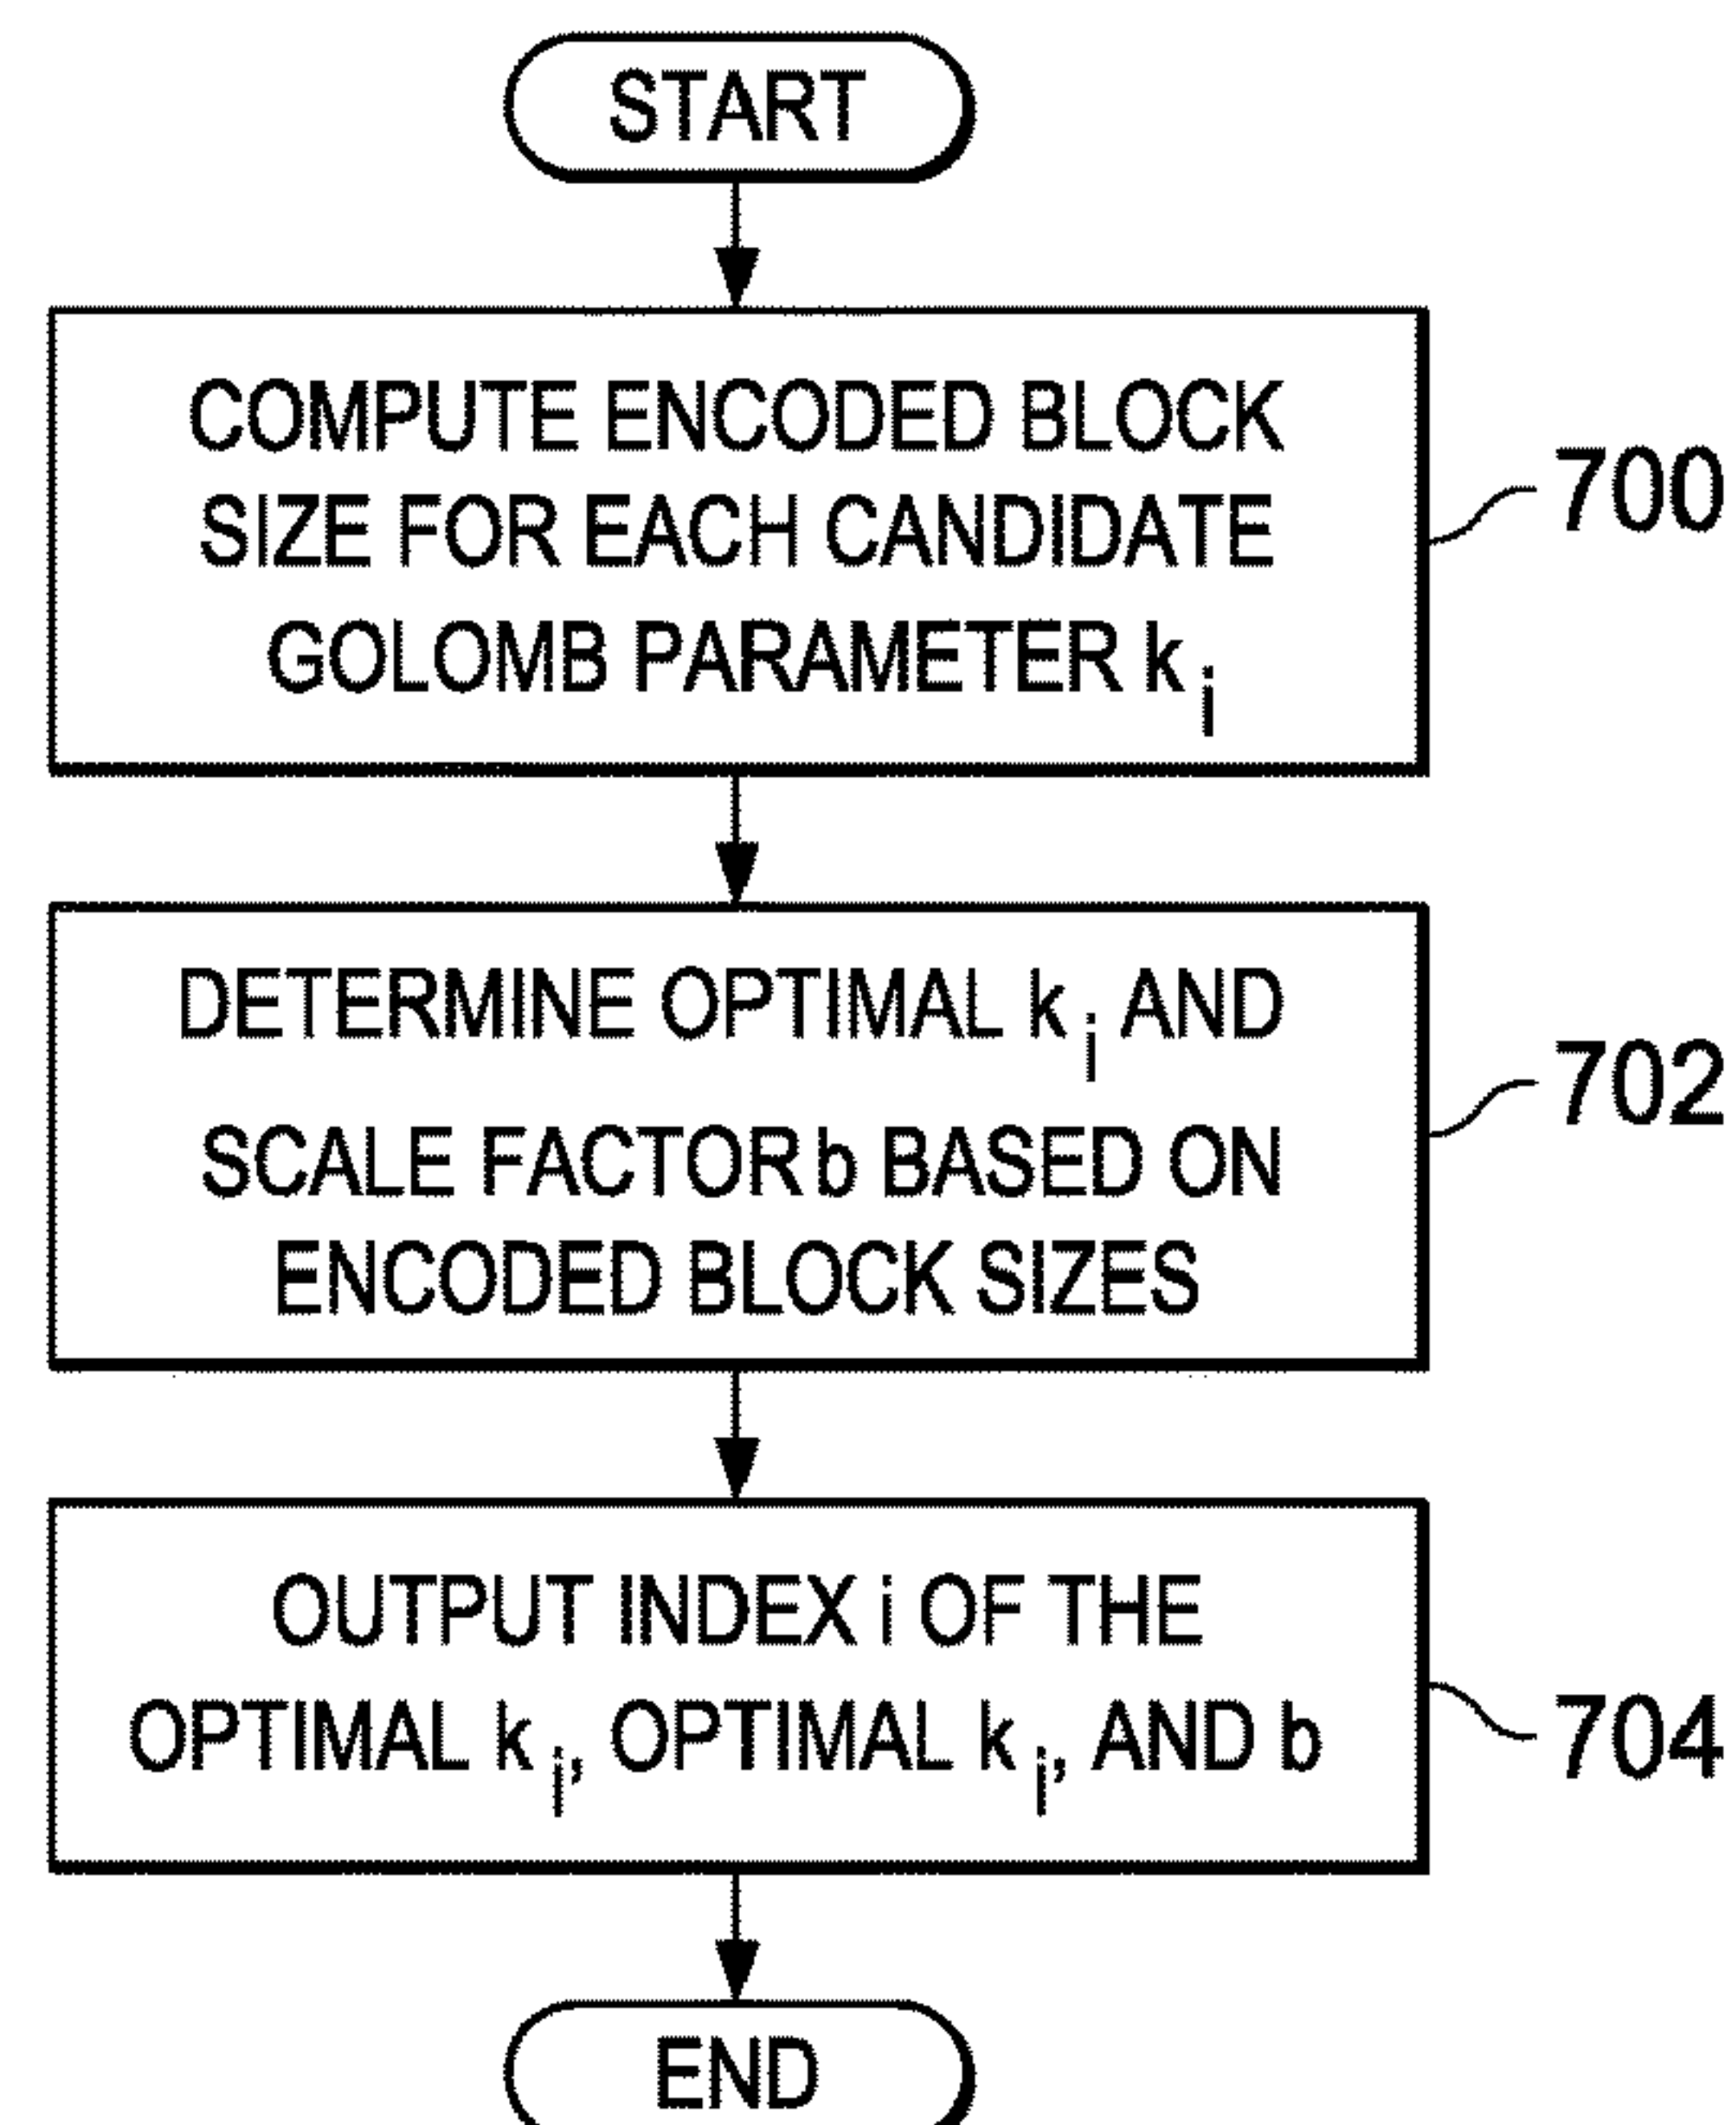 START
COMPUTE ENCODED BLOCK
SIZE FOR EACH CANDIDATE
GOLOMB PARAMETER k i
700
DETERMINE OPTIMAL k i AND
SCALE FACTOR b BASED ON
ENCODED BLOCK SIZES
702
OUTPUT INDEX i OF THE
OPTIMAL k i, OPTIMAL k i, AND b
704
END